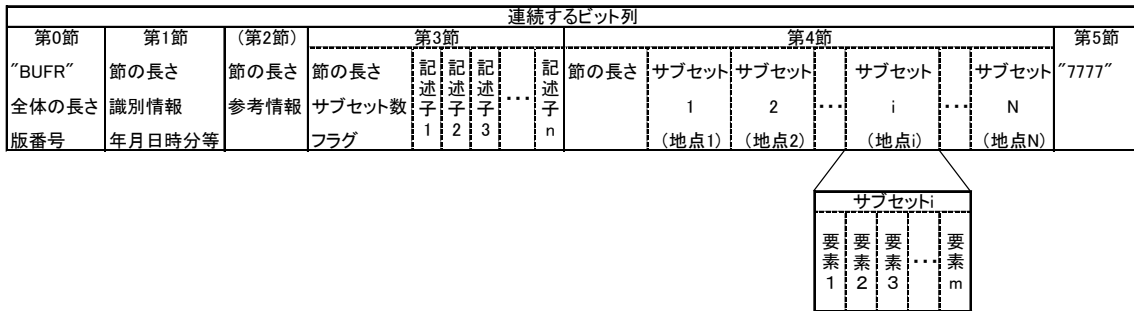 連続するビット列
第0節 第1節 (第2節) 第3節 第4節 第5節
"BUFR" 節の長さ 節の長さ 節の長さ 記述子1 記述子2 記述子3 ・・・ 記述子n 節の長さ サブセット サブセット サブセット サブセット "7777"
全体の長さ 識別情報 参考情報 サブセット数 1 2 ・・・ i ・・・ N
版番号 年月日時分等 フラグ (地点1) (地点2) (地点i) (地点N)
サブセットi
要素1 要素2 要素3 ・・・ 要素m